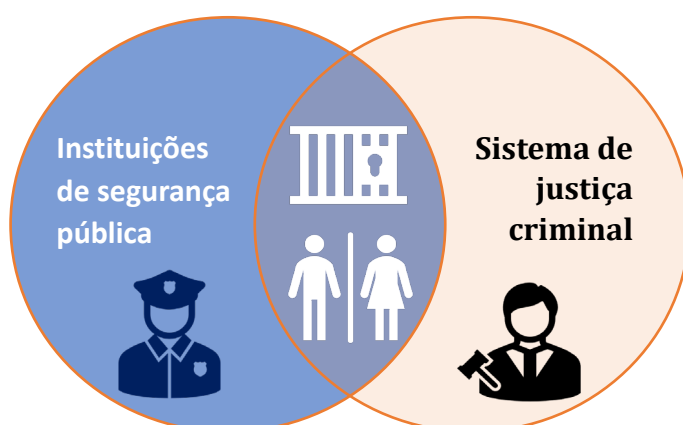 Instituições
de segurança
pública
Sistema de
justiça
criminal